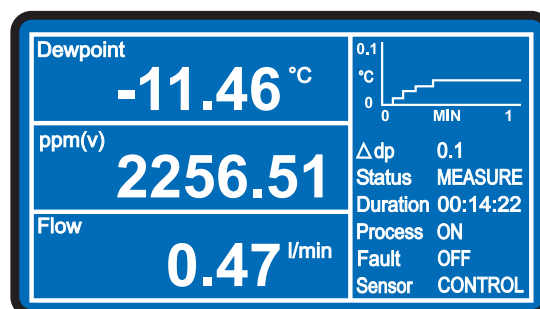 Dewpoint
-11.46 °C
ppm(v)
2256.51
Flow
0.47 l/min
0.1
°C
0
0 MIN 1
△dp 0.1
Status MEASURE
Duration 00:14:22
Process ON
Fault OFF
Sensor CONTROL